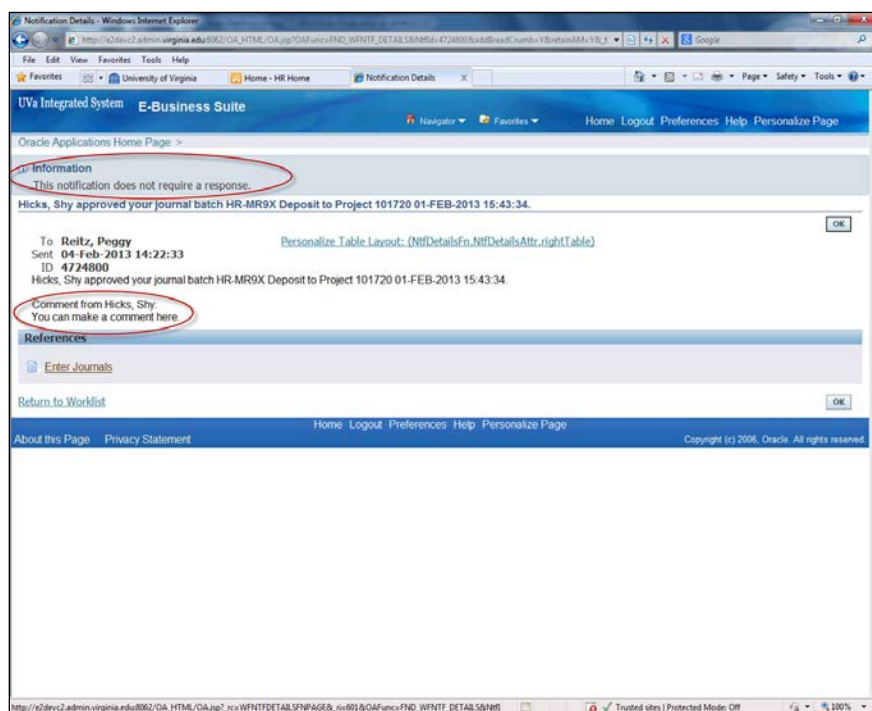 Notification Details - Windows Internet Explorer
Google
File Edit View Favorites Tools Help
Favorites University of Virginia Home - HR Home Notification Details X Page Safety Tools
UVa Integrated System E-Business Suite
Navigator Favorites Home Logout Preferences Help Personalize Page
Oracle Applications Home Page >
Information
This notification does not require a response.
Hicks, Shy approved your journal batch HR-MR9X Deposit to Project 101720 01-FEB-2013 15:43:34.
OK
To Reitz, Peggy Personalize Table Layout: (NtfDetailsFn.NtfDetailsAttr.rightTable)
Sent 04-Feb-2013 14:22:33
ID 4724800
Hicks, Shy approved your journal batch HR-MR9X Deposit to Project 101720 01-FEB-2013 15:43:34.
Comment from Hicks, Shy.
You can make a comment here.
References
Enter Journals
Return to Worklist OK
Home Logout Preferences Help Personalize Page
About this Page Privacy Statement Copyright (c) 2006, Oracle. All rights reserved.
Trusted sites | Protected Mode: Off 100%